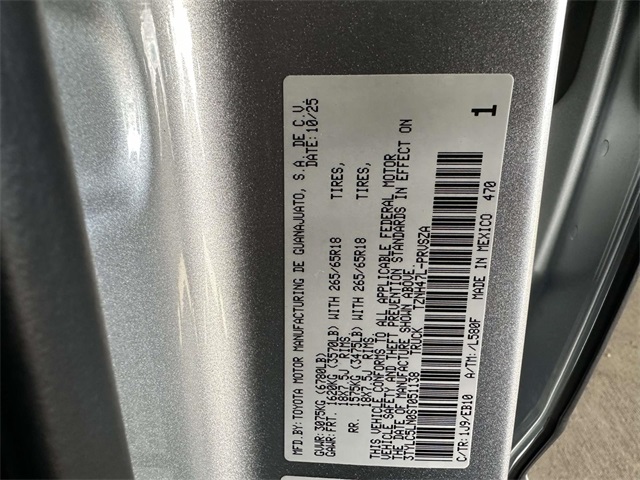 MFD.BY: TOYOTA MOTOR MANUFACTURING DE GUANAJUATO, S.A. DE C.V.
DATE: 10/25
GVWR: 3075KG (6780LB)
GAWR: FRT. 1620KG (3570LB) WITH 265/65R18 TIRES,
18X7.5J RIMS,
RR. 1575KG (3475LB) WITH 265/65R18 TIRES,
18X7.5J RIMS.
THIS VEHICLE CONFORMS TO ALL APPLICABLE FEDERAL MOTOR
VEHICLE SAFETY AND THEFT PREVENTION STANDARDS IN EFFECT ON
THE DATE OF MANUFACTURE SHOWN ABOVE.
3TYLC5LN0ST051138 TRUCK TZNH47L-PRVSZA
1
C/TR: 1J9/EB10 A/TM: /L580F MADE IN MEXICO 470